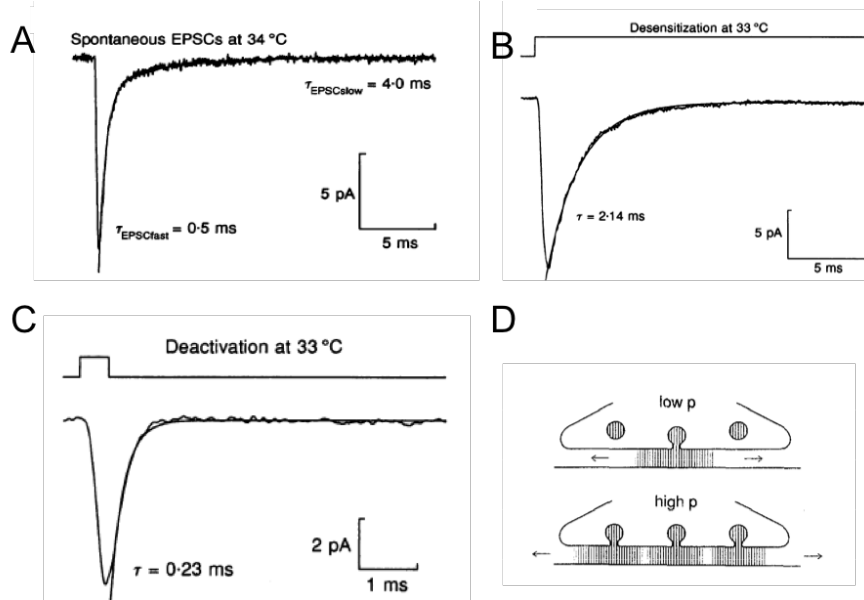 A
Spontaneous EPSCs at 34 °C
τEPSCslow = 4·0 ms
5 pA
τEPSCfast = 0·5 ms
5 ms
B
Desensitization at 33°C
τ = 2·14 ms
5 pA
5 ms
C
Deactivation at 33 °C
2 pA
τ = 0·23 ms
1 ms
D
low p
high p